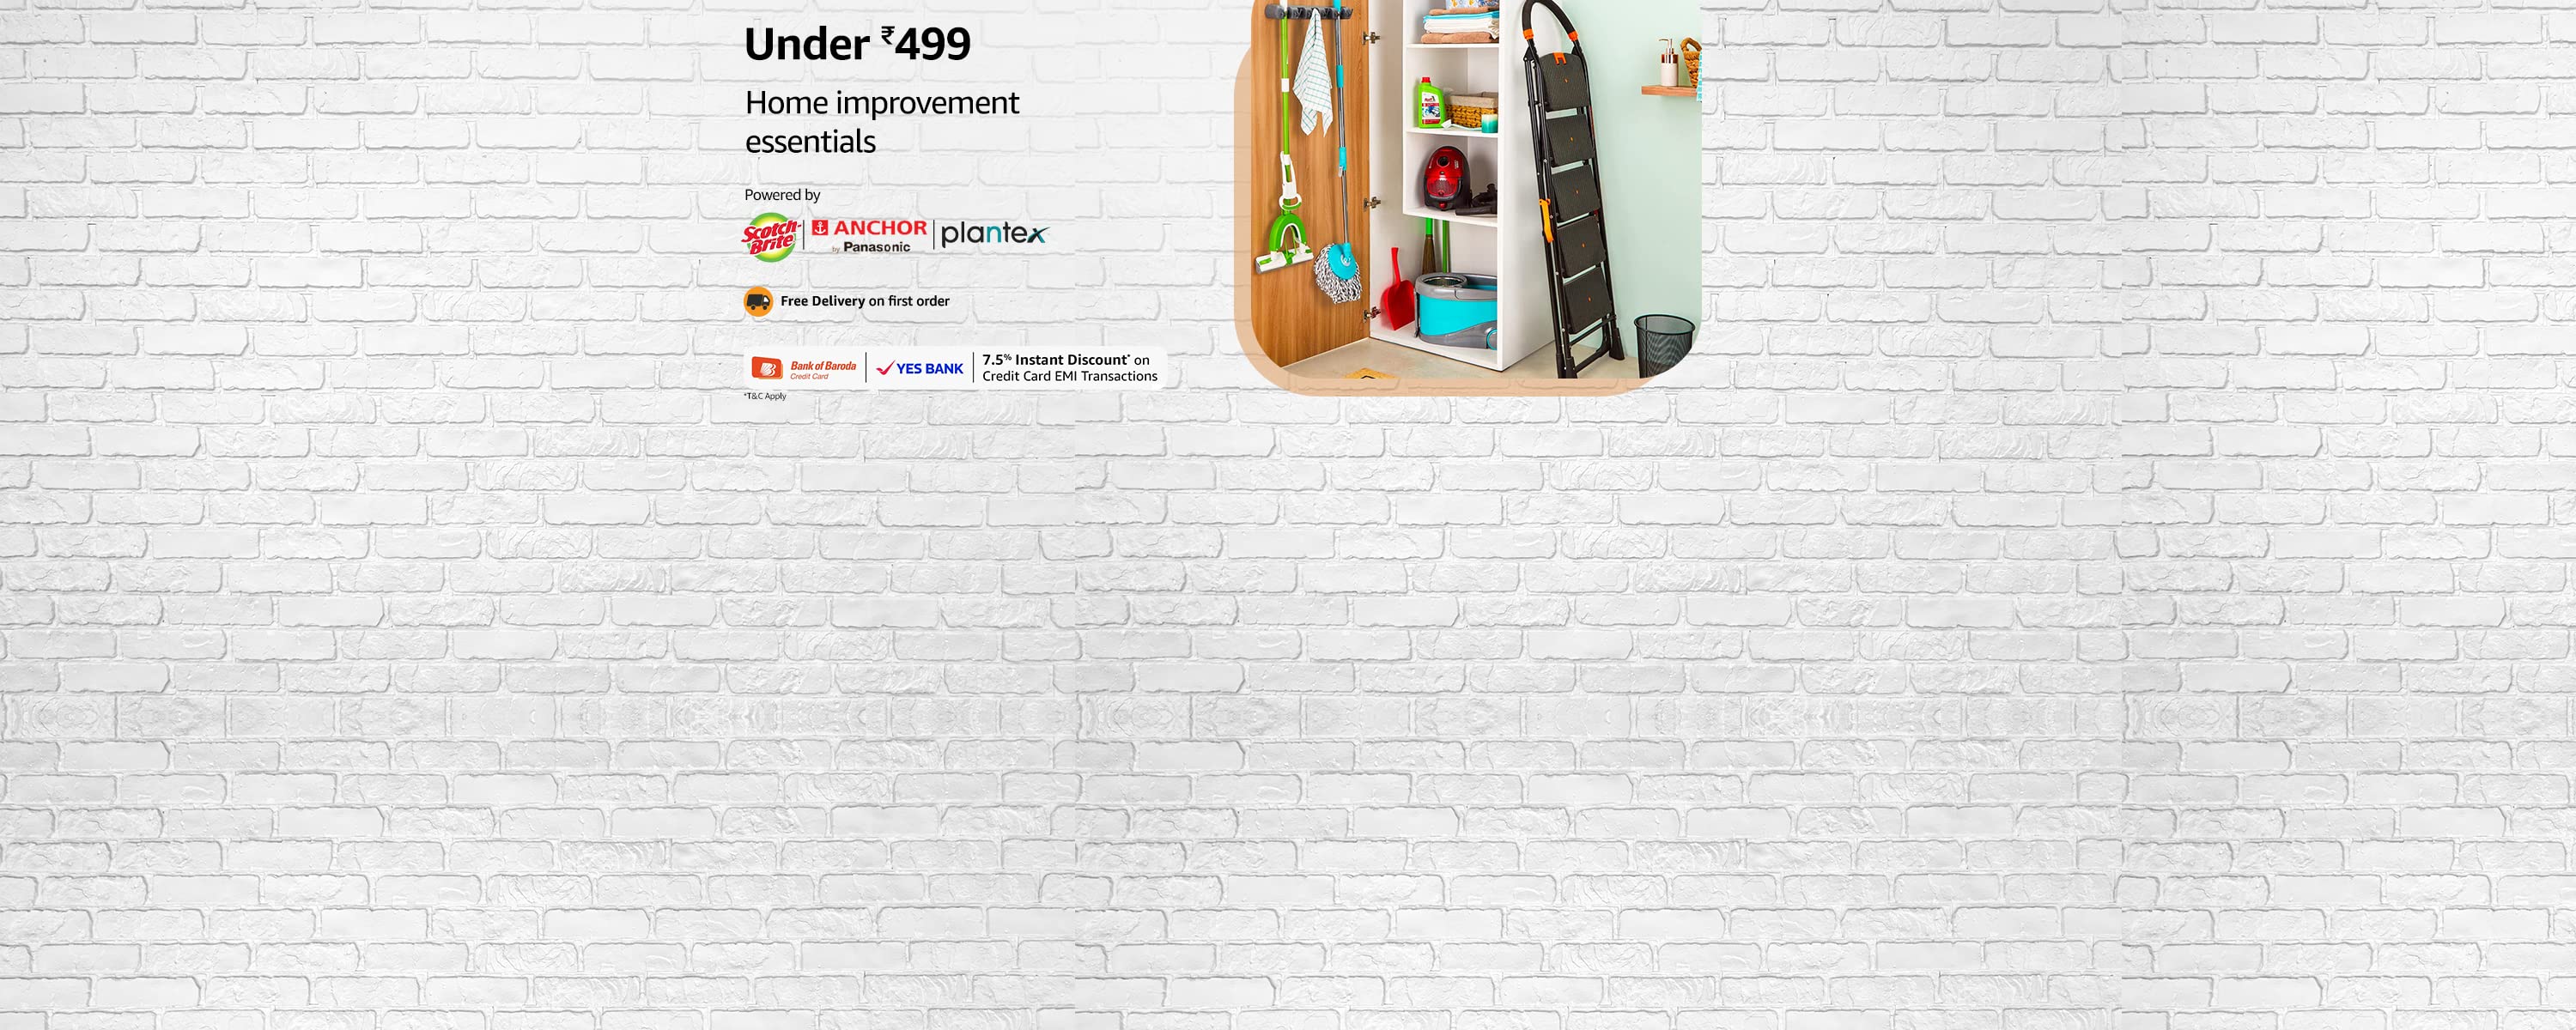 Under ₹499
Home improvement
essentials
Powered by
Scotch-Brite | ANCHOR by Panasonic | plantex
Free Delivery on first order
Bank of Baroda Credit Card | YES BANK | 7.5% Instant Discount* on
Credit Card EMI Transactions
*T&C Apply